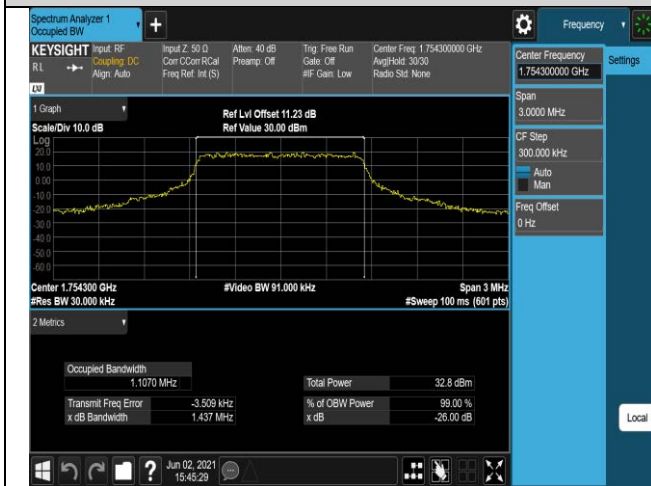 Spectrum Analyzer 1
Occupied BW
Frequency
KEYSIGHT
RL
LXI
Input: RF
Coupling: DC
Align: Auto
Input Z: 50 Ω
Corr CCorr RCal
Freq Ref: Int (S)
Atten: 40 dB
Preamp: Off
Trig: Free Run
Gate: Off
#IF Gain: Low
Center Freq: 1.754300000 GHz
Avg|Hold: 30/30
Radio Std: None
Center Frequency
1.754300000 GHz
Settings
Span
3.0000 MHz
CF Step
300.000 kHz
Auto
Man
Freq Offset
0 Hz
Local
1 Graph
Scale/Div 10.0 dB
Ref Lvl Offset 11.23 dB
Ref Value 30.00 dBm
Log
20.0
10.0
0.00
-10.0
-20.0
-30.0
-40.0
-50.0
-60.0
Center 1.754300 GHz
#Res BW 30.000 kHz
#Video BW 91.000 kHz
Span 3 MHz
#Sweep 100 ms (601 pts)
2 Metrics
Occupied Bandwidth
1.1070 MHz
Total Power 32.8 dBm
Transmit Freq Error -3.509 kHz
% of OBW Power 99.00 %
x dB Bandwidth 1.437 MHz
x dB -26.00 dB
?
Jun 02, 2021
15:45:29